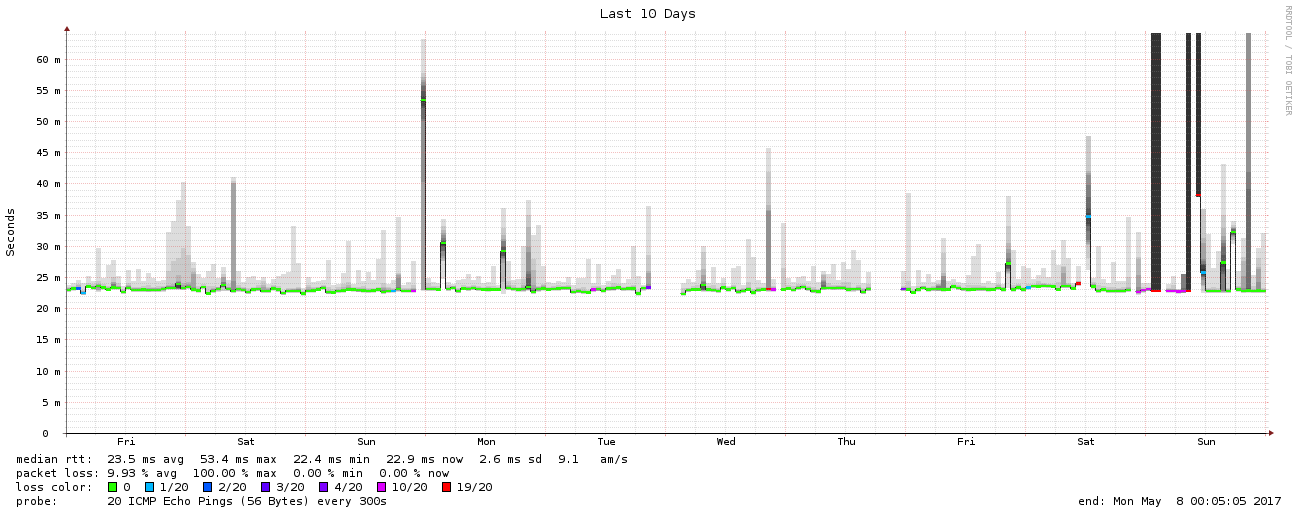 Last 10 Days
RRDTOOL / TOBI OETIKER
Seconds
60 m
55 m
50 m
45 m
40 m
35 m
30 m
25 m
20 m
15 m
10 m
5 m
0
Fri Sat Sun Mon Tue Wed Thu Fri Sat Sun
median rtt: 23.5 ms avg 53.4 ms max 22.4 ms min 22.9 ms now 2.6 ms sd 9.1 am/s
packet loss: 9.93 % avg 100.00 % max 0.00 % min 0.00 % now
loss color: 0 1/20 2/20 3/20 4/20 10/20 19/20
probe: 20 ICMP Echo Pings (56 Bytes) every 300s end: Mon May 8 00:05:05 2017